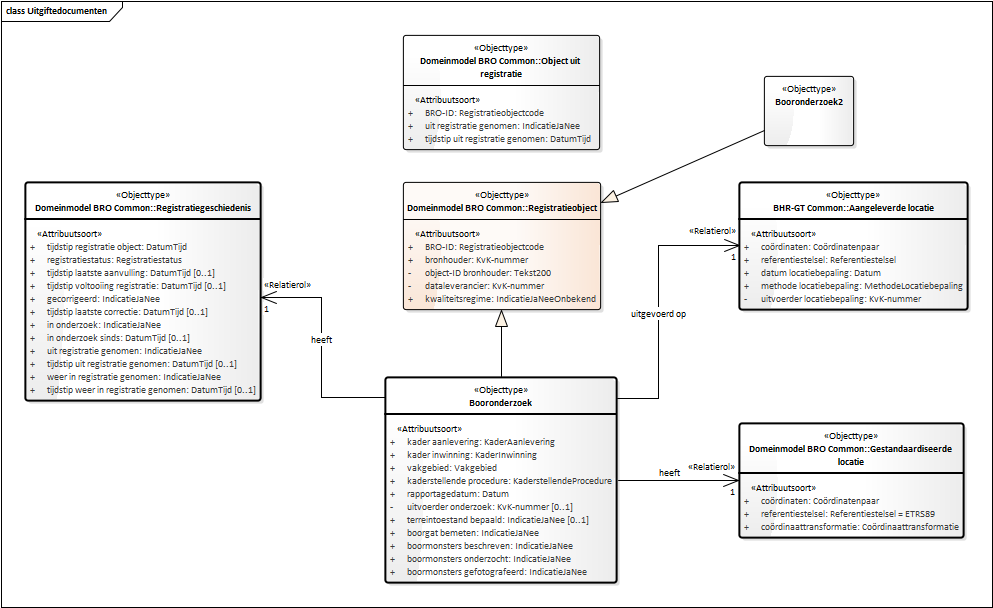 class Uitgiftedocumenten
«Objecttype»
Domeinmodel BRO Common::Object uit
registratie
«Attribuutsoort»
+ BRO-ID: Registratieobjectcode
+ uit registratie genomen: IndicatieJaNee
+ tijdstip uit registratie genomen: DatumTijd
«Objecttype»
Booronderzoek2
«Objecttype»
Domeinmodel BRO Common::Registratiegeschiedenis
«Attribuutsoort»
+ tijdstip registratie object: DatumTijd
+ registratiestatus: Registratiestatus
+ tijdstip laatste aanvulling: DatumTijd [0..1]
+ tijdstip voltooiing registratie: DatumTijd [0..1]
+ gecorrigeerd: IndicatieJaNee
+ tijdstip laatste correctie: DatumTijd [0..1]
+ in onderzoek: IndicatieJaNee
+ in onderzoek sinds: DatumTijd [0..1]
+ uit registratie genomen: IndicatieJaNee
+ tijdstip uit registratie genomen: DatumTijd [0..1]
+ weer in registratie genomen: IndicatieJaNee
+ tijdstip weer in registratie genomen: DatumTijd [0..1]
«Objecttype»
Domeinmodel BRO Common::Registratieobject
«Attribuutsoort»
+ BRO-ID: Registratieobjectcode
+ bronhouder: KvK-nummer
- object-ID bronhouder: Tekst200
- dataleverancier: KvK-nummer
+ kwaliteitsregime: IndicatieJaNeeOnbekend
«Objecttype»
BHR-GT Common::Aangeleverde locatie
«Attribuutsoort»
+ coördinaten: Coördinatenpaar
+ referentiestelsel: Referentiestelsel
+ datum locatiebepaling: Datum
+ methode locatiebepaling: MethodeLocatiebepaling
- uitvoerder locatiebepaling: KvK-nummer
«Relatierol»
1
heeft
«Relatierol»
1
uitgevoerd op
«Objecttype»
Booronderzoek
«Attribuutsoort»
+ kader aanlevering: KaderAanlevering
+ kader inwinning: KaderInwinning
+ vakgebied: Vakgebied
+ kaderstellende procedure: KaderstellendeProcedure
+ rapportagedatum: Datum
- uitvoerder onderzoek: KvK-nummer [0..1]
+ terreintoestand bepaald: IndicatieJaNee [0..1]
+ boorgat bemeten: IndicatieJaNee
+ boormonsters beschreven: IndicatieJaNee
+ boormonsters onderzocht: IndicatieJaNee
+ boormonsters gefotografeerd: IndicatieJaNee
heeft
«Relatierol»
1
«Objecttype»
Domeinmodel BRO Common::Gestandaardiseerde
locatie
«Attribuutsoort»
+ coördinaten: Coördinatenpaar
+ referentiestelsel: Referentiestelsel = ETRS89
+ coördinaattransformatie: Coördinaattransformatie